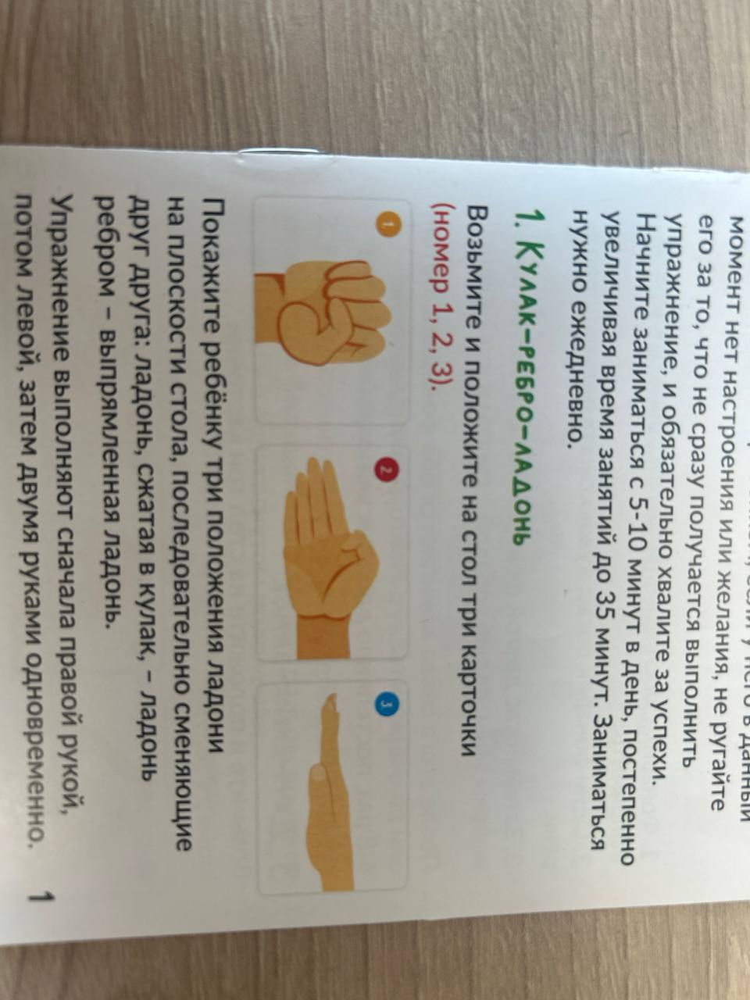 в данный
момент нет настроения или желания, не ругайте
его за то, что не сразу получается выполнить
упражнение, и обязательно хвалите за успехи.
Начните заниматься с 5-10 минут в день, постепенно
увеличивая время занятий до 35 минут. Заниматься
нужно ежедневно.
1. КУЛАК-РЕБРО-ЛАДОНЬ
Возьмите и положите на стол три карточки
(номер 1, 2, 3).
1
2
3
Покажите ребёнку три положения ладони
на плоскости стола, последовательно сменяющие
друг друга: ладонь, сжатая в кулак, – ладонь
ребром – выпрямленная ладонь.
Упражнение выполняют сначала правой рукой,
потом левой, затем двумя руками одновременно.
1